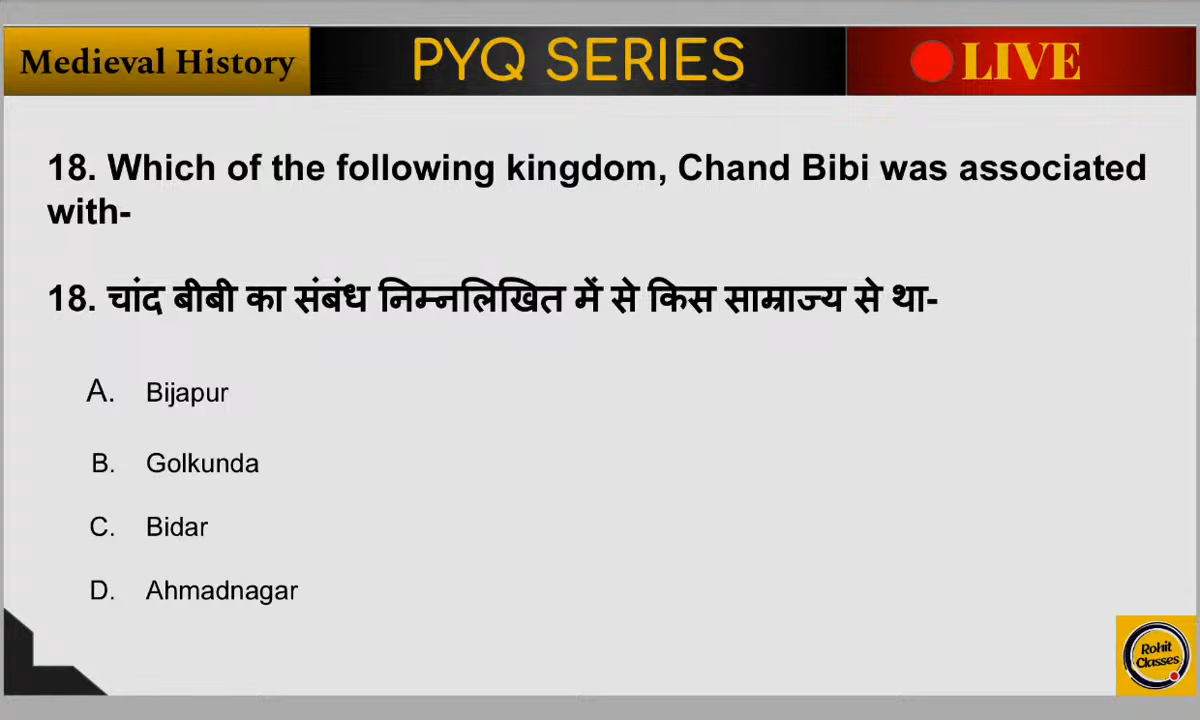 Medieval History
PYQ SERIES
LIVE
18. Which of the following kingdom, Chand Bibi was associated
with-
18. चांद बीबी का संबंध निम्नलिखित में से किस साम्राज्य से था-
A. Bijapur
B. Golkunda
C. Bidar
D. Ahmadnagar
Rohit
Classes